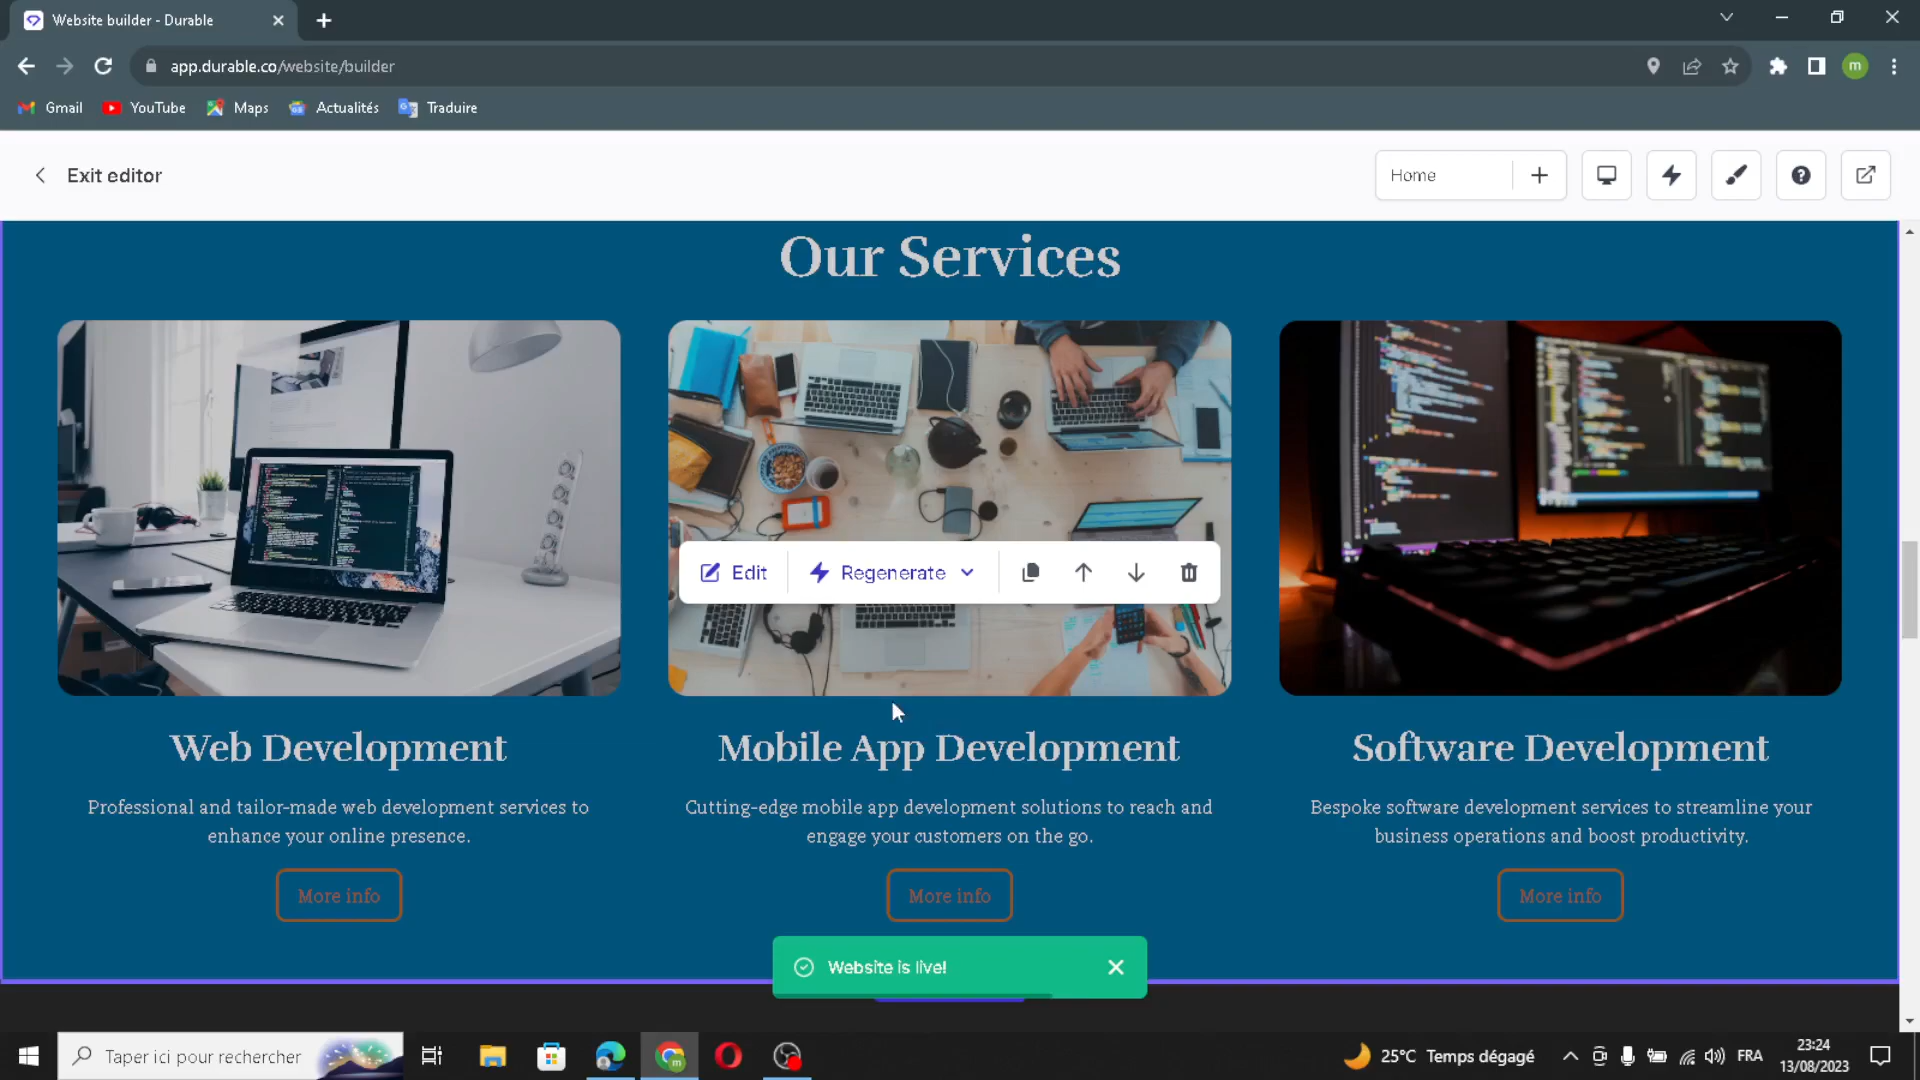 Website builder - Durable
app.durable.co/website/builder
Gmail
YouTube
Maps
Actualités
Traduire
Exit editor
Home
Our Services
Edit
Regenerate
Web Development
Mobile App Development
Software Development
Professional and tailor-made web development services to
enhance your online presence.
Cutting-edge mobile app development solutions to reach and
engage your customers on the go.
Bespoke software development services to streamline your
business operations and boost productivity.
More info
More info
More info
Website is live!
Taper ici pour rechercher
25°C Temps dégagé
FRA
23:24
13/08/2023